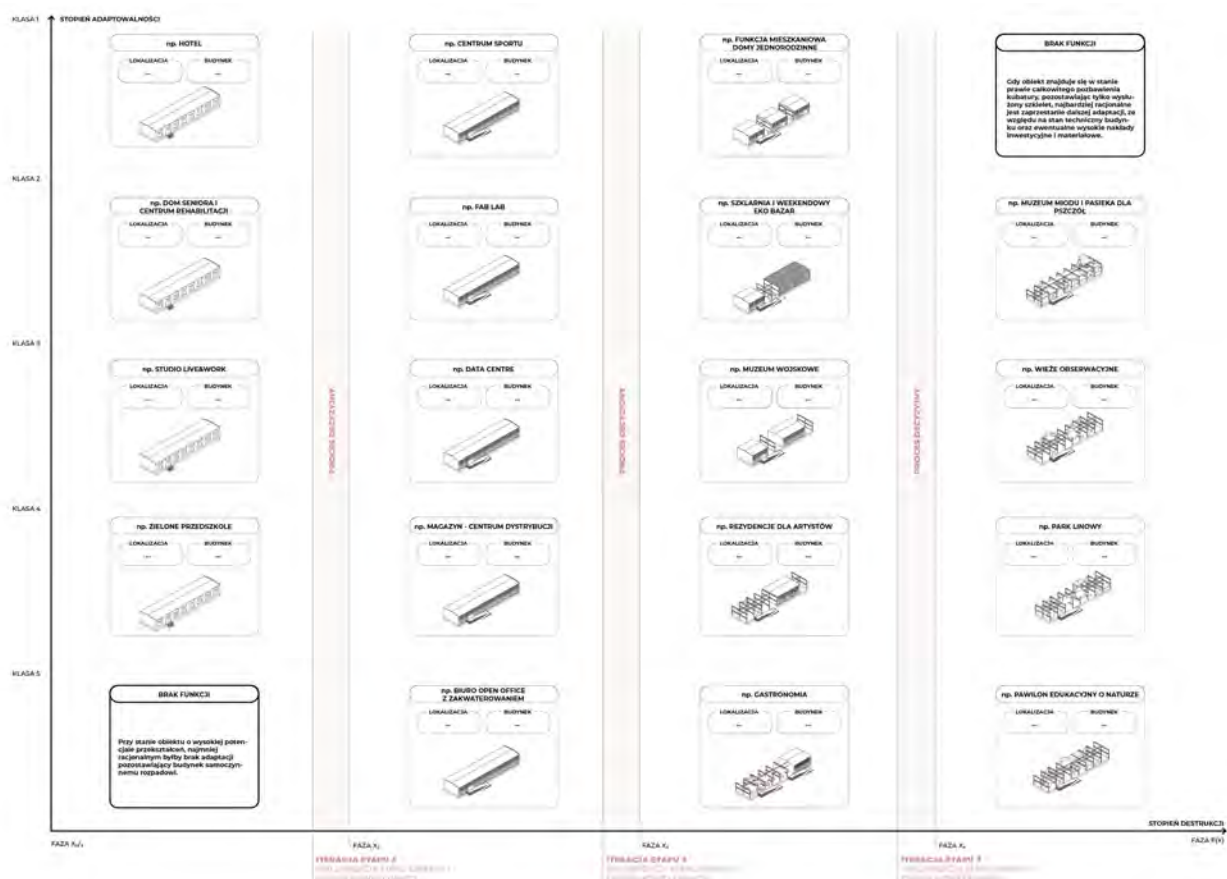 KLASA 1
STOPIEŃ ADAPTOWALNOŚCI
np. HOTEL
LOKALIZACJA
BUDYNEK
np. CENTRUM SPORTU
LOKALIZACJA
BUDYNEK
np. FUNKCJA MIESZKANIOWA
DOMY JEDNORODZINNE
LOKALIZACJA
BUDYNEK
BRAK FUNKCJI
Gdy obiekt znajduje się w stanie
prawie całkowitego pozbawienia
kubatury, pozostawiając tylko wysłu-
żony szkielet, najbardziej racjonalne
jest zaprzestanie dalszej adaptacji, ze
względu na stan techniczny budyn-
ku oraz ewentualne wysokie nakłady
inwestycyjne i materiałowe.
KLASA 2
np. DOM SENIORA I
CENTRUM REHABILITACJI
LOKALIZACJA
BUDYNEK
np. FAB LAB
LOKALIZACJA
BUDYNEK
np. SZKLARNIA I WEEKENDOWY
EKO BAZAR
LOKALIZACJA
BUDYNEK
np. MUZEUM MIODU I PASIEKA DLA
PSZCZÓŁ
LOKALIZACJA
BUDYNEK
KLASA 3
np. STUDIO LIVE&WORK
LOKALIZACJA
BUDYNEK
np. DATA CENTRE
LOKALIZACJA
BUDYNEK
np. MUZEUM WOJSKOWE
LOKALIZACJA
BUDYNEK
np. WIEŻE OBSERWACYJNE
LOKALIZACJA
BUDYNEK
PROCES DECYZYJNY
PROCES DECYZYJNY
PROCES DECYZYJNY
KLASA 4
np. ZIELONE PRZEDSZKOLE
LOKALIZACJA
BUDYNEK
np. MAGAZYN - CENTRUM DYSTRYBUCJI
LOKALIZACJA
BUDYNEK
np. REZYDENCJE DLA ARTYSTÓW
LOKALIZACJA
BUDYNEK
np. PARK LINOWY
LOKALIZACJA
BUDYNEK
KLASA 5
BRAK FUNKCJI
Przy stanie obiektu o wysokiej poten-
cjale przekształceń, najmniej
racjonalnym byłby brak adaptacji
pozostawiający budynek samoczyn-
nemu rozpadowi.
np. BIURO OPEN OFFICE
Z ZAKWATEROWANIEM
LOKALIZACJA
BUDYNEK
np. GASTRONOMIA
LOKALIZACJA
BUDYNEK
np. PAWILON EDUKACYJNY O NATURZE
LOKALIZACJA
BUDYNEK
STOPIEŃ DESTRUKCJI
FAZA
FAZA
FAZA
FAZA
FAZA
ITERACJA ETAPU
ITERACJA ETAPU
ITERACJA ETAPU